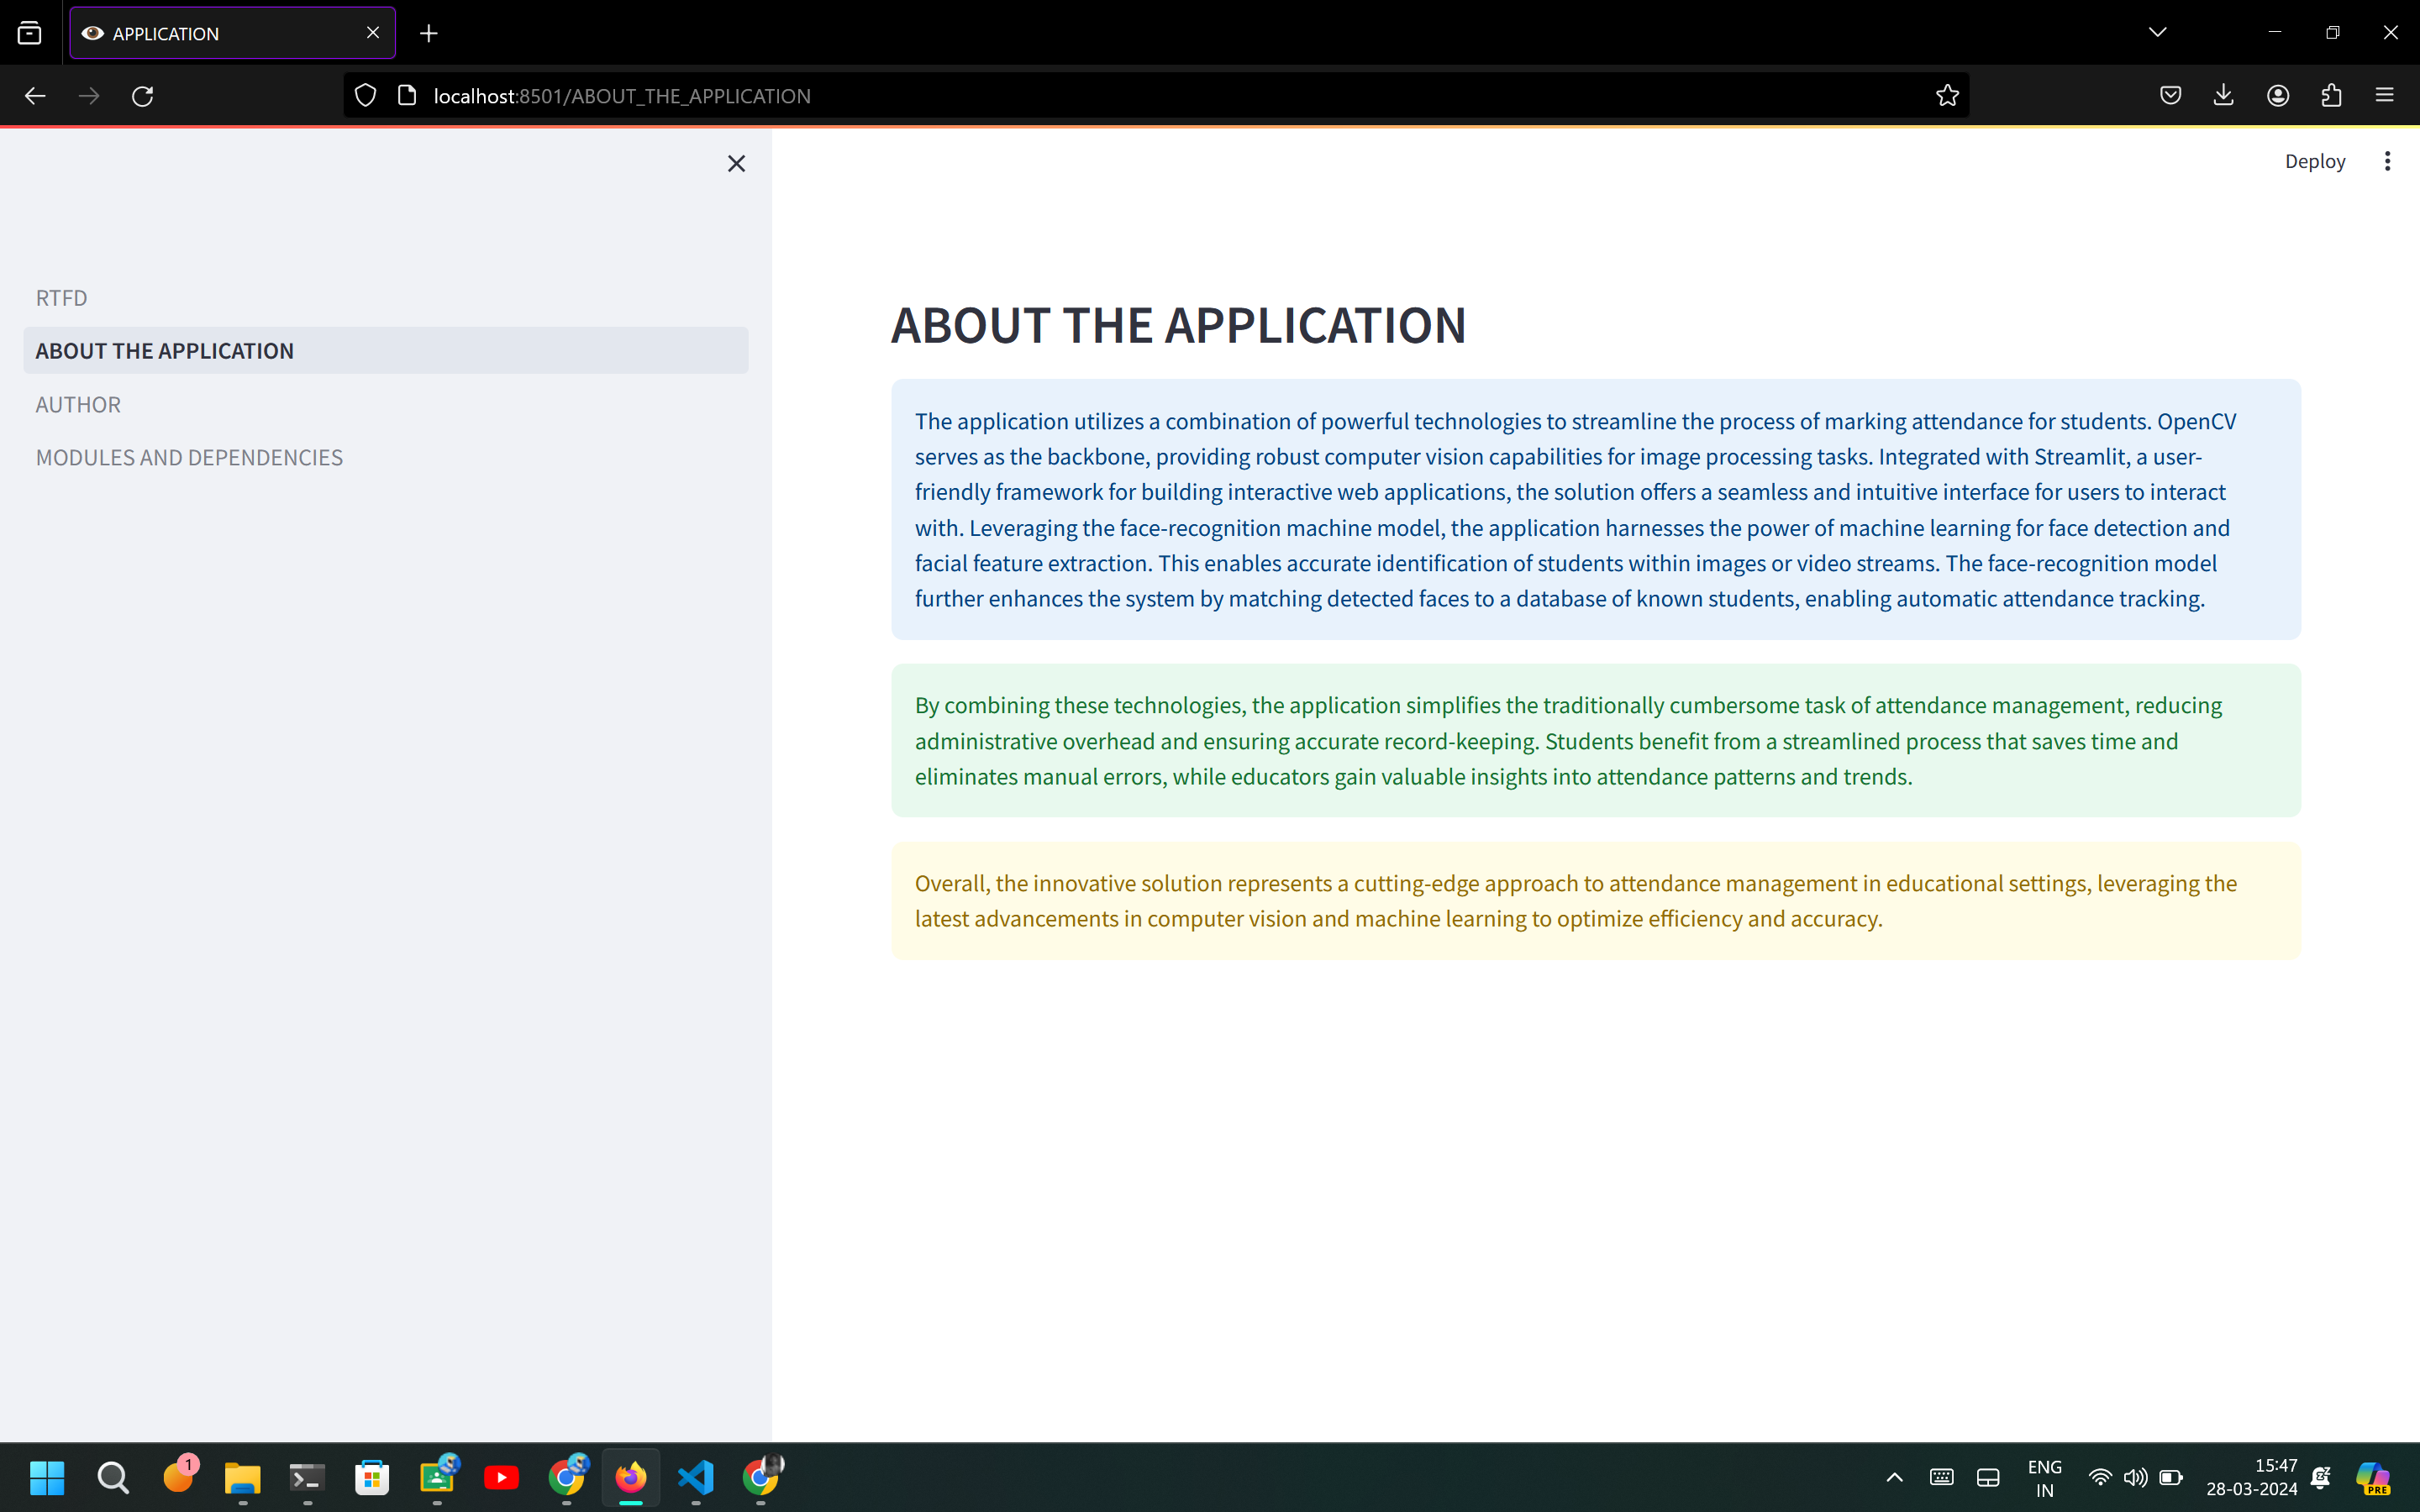 APPLICATION
localhost:8501/ABOUT_THE_APPLICATION
Deploy
RTFD
ABOUT THE APPLICATION
AUTHOR
MODULES AND DEPENDENCIES
ABOUT THE APPLICATION
The application utilizes a combination of powerful technologies to streamline the process of marking attendance for students. OpenCV
serves as the backbone, providing robust computer vision capabilities for image processing tasks. Integrated with Streamlit, a user-
friendly framework for building interactive web applications, the solution offers a seamless and intuitive interface for users to interact
with. Leveraging the face-recognition machine model, the application harnesses the power of machine learning for face detection and
facial feature extraction. This enables accurate identification of students within images or video streams. The face-recognition model
further enhances the system by matching detected faces to a database of known students, enabling automatic attendance tracking.
By combining these technologies, the application simplifies the traditionally cumbersome task of attendance management, reducing
administrative overhead and ensuring accurate record-keeping. Students benefit from a streamlined process that saves time and
eliminates manual errors, while educators gain valuable insights into attendance patterns and trends.
Overall, the innovative solution represents a cutting-edge approach to attendance management in educational settings, leveraging the
latest advancements in computer vision and machine learning to optimize efficiency and accuracy.
1
ENG
IN
15:47
28-03-2024
PRE